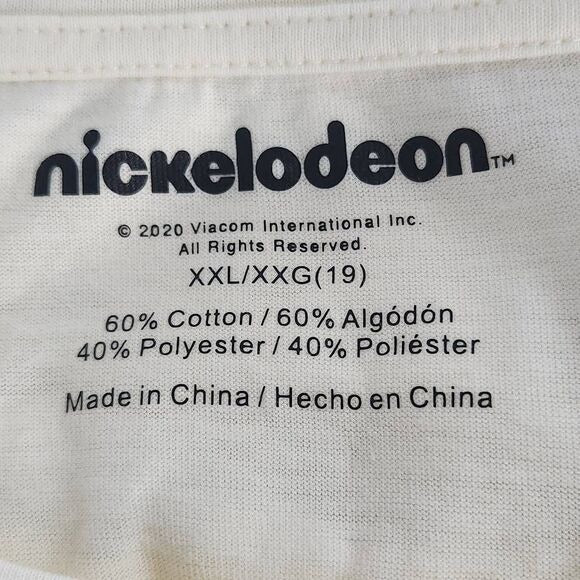 nickelodeon™
© 2020 Viacom International Inc.
All Rights Reserved.
XXL/XXG(19)
60% Cotton / 60% Algódón
40% Polyester / 40% Poliéster
Made in China / Hecho en China